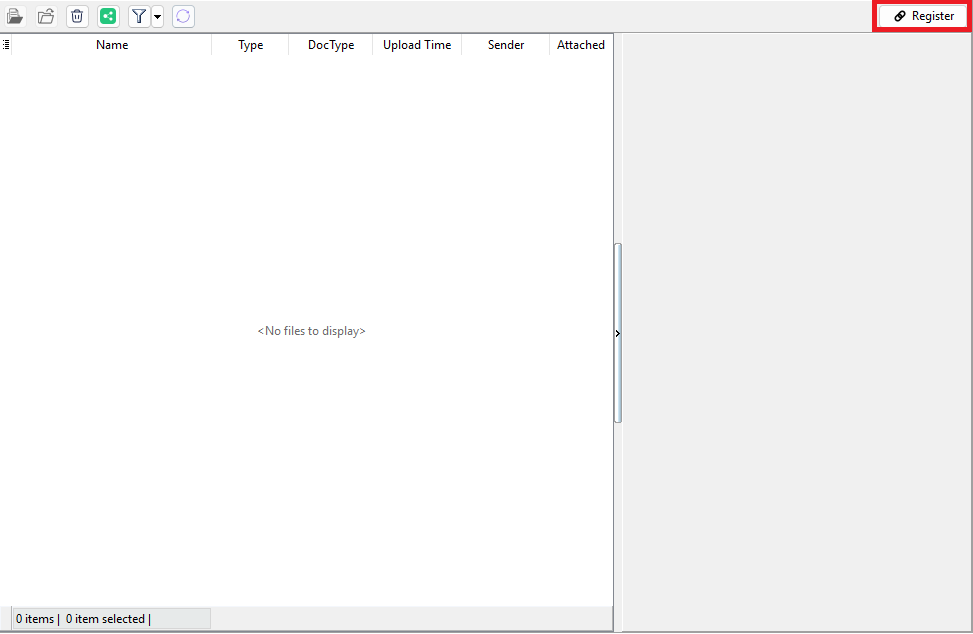 Register
Name Type DocType Upload Time Sender Attached
<No files to display>
0 items | 0 item selected |